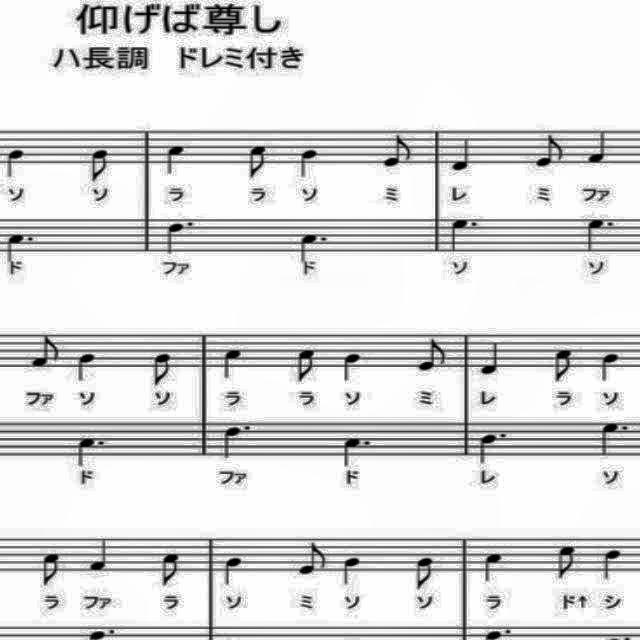 仰げば尊し
ハ長調　ドレミ付き
ソ ソ ラ ラ ソ ミ レ ミ ファ
ド ファ ド ソ ソ
ファ ソ ソ ラ ラ ソ ミ レ ラ ソ
ド ファ ド レ ソ
ラ ファ ラ ソ ミ ソ ソ ラ ド↑ シ